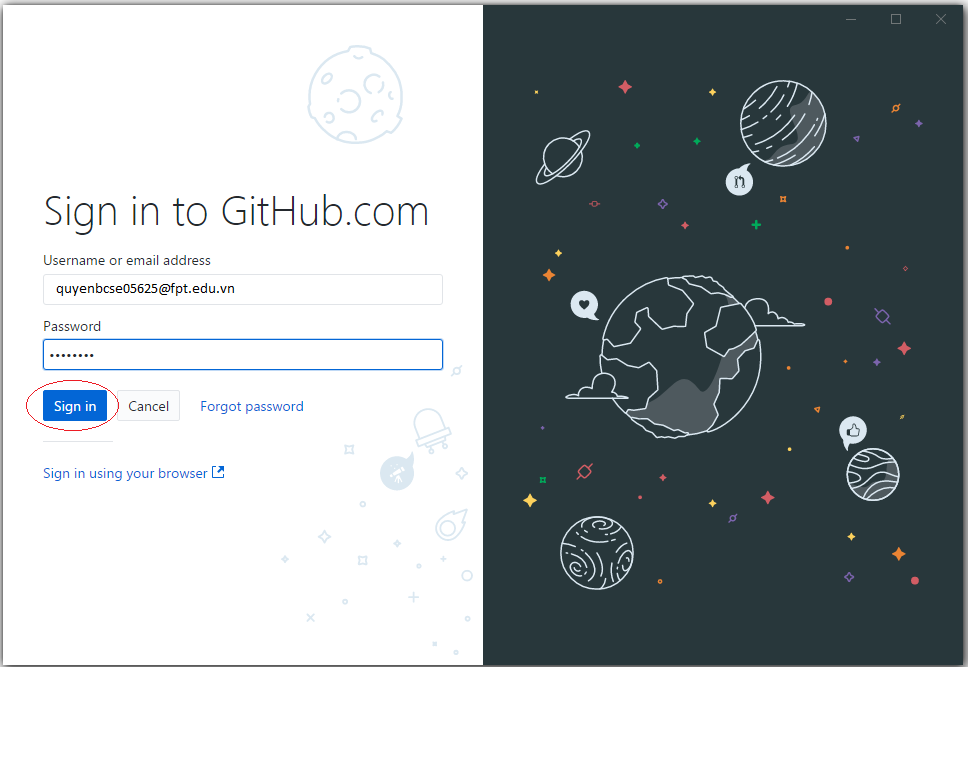 Sign in to GitHub.com
Username or email address
quyenbcse05625@fpt.edu.vn
Password
••••••••
Sign in Cancel Forgot password
Sign in using your browser